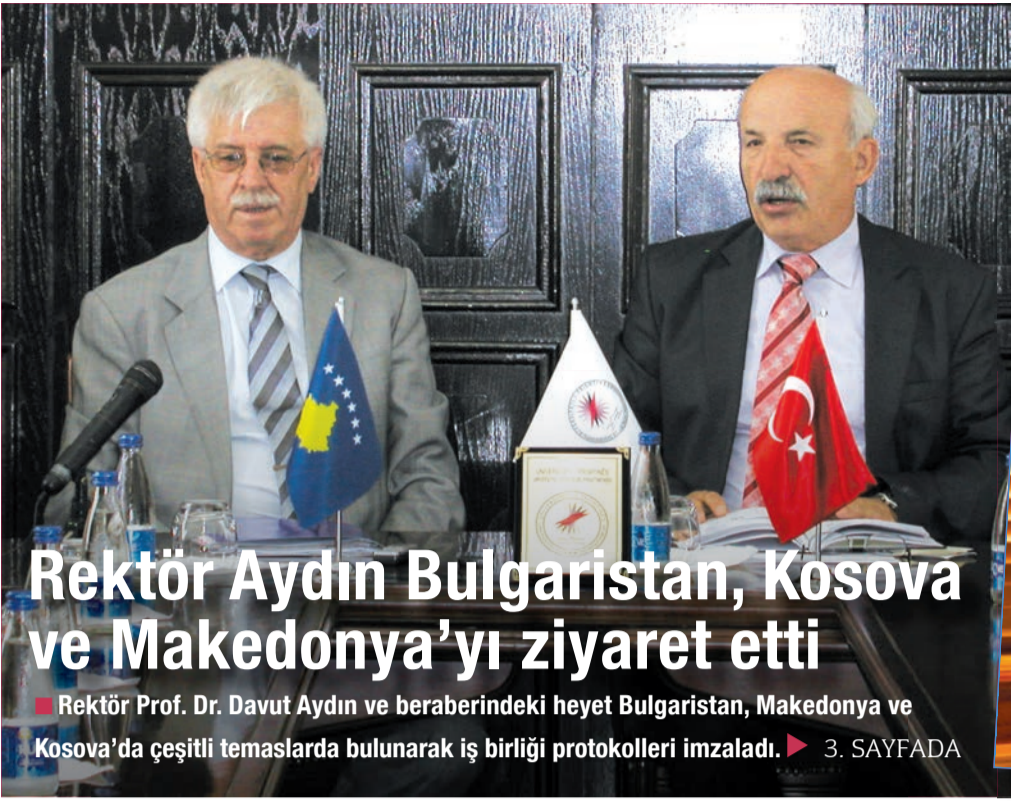 Rektör Aydın Bulgaristan, Kosova
ve Makedonya’yı ziyaret etti
Rektör Prof. Dr. Davut Aydın ve beraberindeki heyet Bulgaristan, Makedonya ve
Kosova’da çeşitli temaslarda bulunarak iş birliği protokolleri imzaladı. 3. SAYFADA